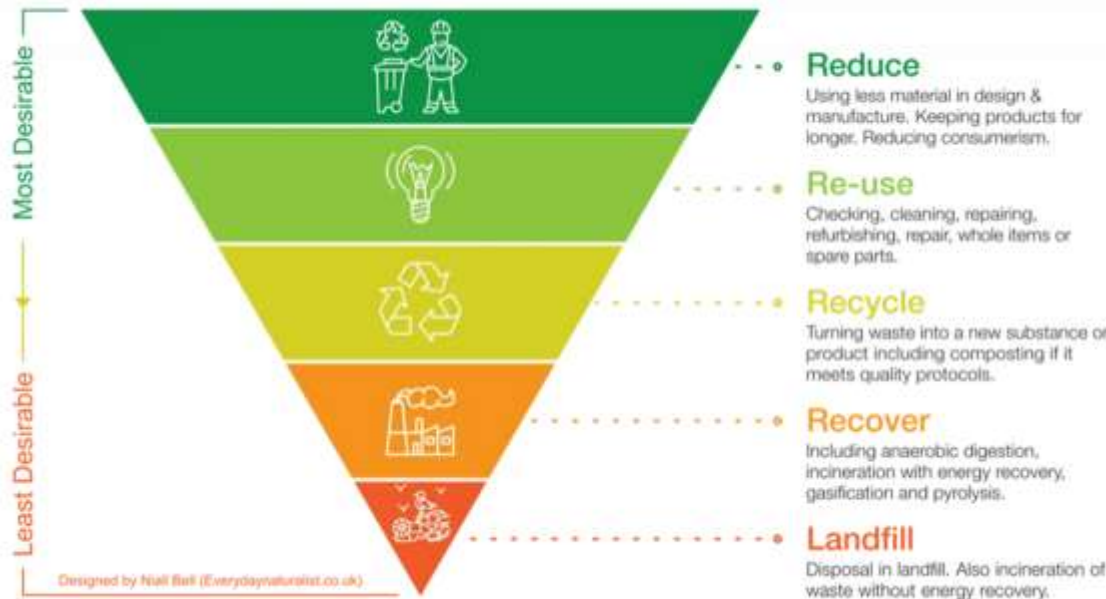 Most Desirable
Least Desirable
Reduce
Using less material in design &
manufacture. Keeping products for
longer. Reducing consumerism.
Re-use
Checking, cleaning, repairing,
refurbishing, repair, whole items or
spare parts.
Recycle
Turning waste into a new substance or
product including composting if it
meets quality protocols.
Recover
Including anaerobic digestion,
incineration with energy recovery,
gasification and pyrolysis.
Landfill
Disposal in landfill. Also incineration of
waste without energy recovery.
Designed by Niall Bell (Everydaynaturalist.co.uk)